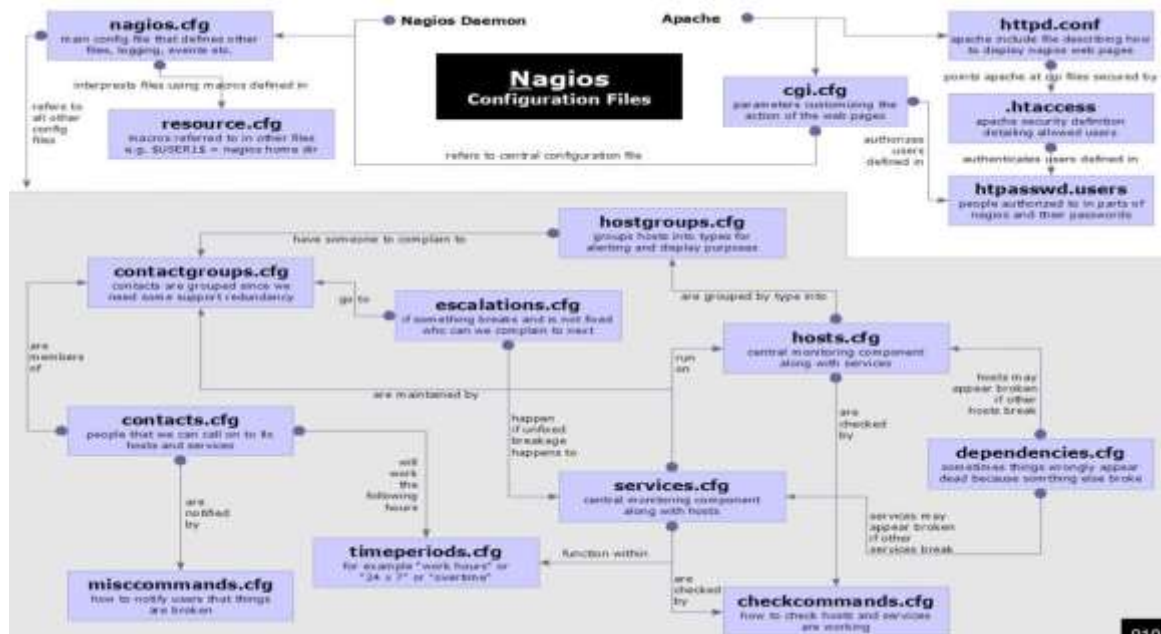 nagios.cfg
main config file that defined other
files, logging, events etc.
Nagios Daemon
Apache
httpd.conf
apache include file describing how
to display nagios web pages
Nagios
Configuration Files
interprests files using macros defined in
points apache at cgi files secured by
refers to
all other
config
files
resource.cfg
macros referred to in other files
e.g. $USER1$ = nagios home dir
cgi.cfg
parameters customizing the
action of the web pages
.htaccess
apache security definition
detailing allowed users
refers to central configuration file
authorizes
users
defined in
authenticates users defined in
htpasswd.users
people authorized to in parts of
nagios and their passwords
hostgroups.cfg
groups hosts into types for
alerting and display purposes
have someone to complain to
contactgroups.cfg
contacts are grouped since we
need some support redundancy
go to
escalations.cfg
if something breaks and is not fixed
who can we complain to next
are grouped by type into
hosts.cfg
central monitoring component
along with services
are
members
of
run
on
are maintained by
hosts may
appear broken
if other
hosts break
contacts.cfg
people that we can call on to fix
hosts and services
happen
if unfixed
breakage
happens to
are
checked
by
dependencies.cfg
sometimes things wrongly appear
dead because somthing else broke
will
work
the
following
hours
services.cfg
central monitoring component
along with hosts
are
notified
by
services may
appear broken
if other
services break
timeperiods.cfg
for example "work hours" or
"24 x 7" or "overtime"
function within
misccommands.cfg
how to notify users that things
are broken
are
checked
by
checkcommands.cfg
how to check hosts and services
are working